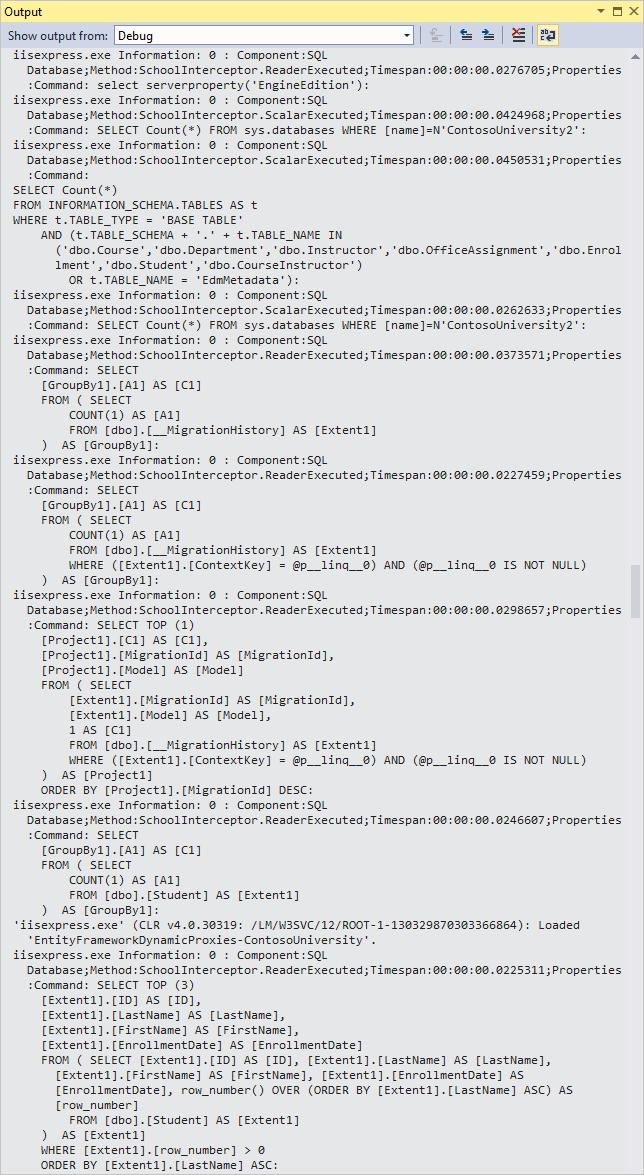 Output
Show output from: Debug
iisexpress.exe Information: 0 : Component:SQL
Database;Method:SchoolInterceptor.ReaderExecuted;Timespan:00:00:00.0276705;Properties
:Command: select serverproperty('EngineEdition'):
iisexpress.exe Information: 0 : Component:SQL
Database;Method:SchoolInterceptor.ScalarExecuted;Timespan:00:00:00.0424968;Properties
:Command: SELECT Count(*) FROM sys.databases WHERE [name]=N'ContosoUniversity2':
iisexpress.exe Information: 0 : Component:SQL
Database;Method:SchoolInterceptor.ScalarExecuted;Timespan:00:00:00.0450531;Properties
:Command:
SELECT Count(*)
FROM INFORMATION_SCHEMA.TABLES AS t
WHERE t.TABLE_TYPE = 'BASE TABLE'
AND (t.TABLE_SCHEMA + '.' + t.TABLE_NAME IN
('dbo.Course','dbo.Department','dbo.Instructor','dbo.OfficeAssignment','dbo.Enrol
lment','dbo.Student','dbo.CourseInstructor')
OR t.TABLE_NAME = 'EdmMetadata'):
iisexpress.exe Information: 0 : Component:SQL
Database;Method:SchoolInterceptor.ScalarExecuted;Timespan:00:00:00.0262633;Properties
:Command: SELECT Count(*) FROM sys.databases WHERE [name]=N'ContosoUniversity2':
iisexpress.exe Information: 0 : Component:SQL
Database;Method:SchoolInterceptor.ReaderExecuted;Timespan:00:00:00.0373571;Properties
:Command: SELECT
[GroupBy1].[A1] AS [C1]
FROM ( SELECT
COUNT(1) AS [A1]
FROM [dbo].[__MigrationHistory] AS [Extent1]
)  AS [GroupBy1]:
iisexpress.exe Information: 0 : Component:SQL
Database;Method:SchoolInterceptor.ReaderExecuted;Timespan:00:00:00.0227459;Properties
:Command: SELECT
[GroupBy1].[A1] AS [C1]
FROM ( SELECT
COUNT(1) AS [A1]
FROM [dbo].[__MigrationHistory] AS [Extent1]
WHERE ([Extent1].[ContextKey] = @p__linq__0) AND (@p__linq__0 IS NOT NULL)
)  AS [GroupBy1]:
iisexpress.exe Information: 0 : Component:SQL
Database;Method:SchoolInterceptor.ReaderExecuted;Timespan:00:00:00.0298657;Properties
:Command: SELECT TOP (1)
[Project1].[C1] AS [C1],
[Project1].[MigrationId] AS [MigrationId],
[Project1].[Model] AS [Model]
FROM ( SELECT
[Extent1].[MigrationId] AS [MigrationId],
[Extent1].[Model] AS [Model],
1 AS [C1]
FROM [dbo].[__MigrationHistory] AS [Extent1]
WHERE ([Extent1].[ContextKey] = @p__linq__0) AND (@p__linq__0 IS NOT NULL)
)  AS [Project1]
ORDER BY [Project1].[MigrationId] DESC:
iisexpress.exe Information: 0 : Component:SQL
Database;Method:SchoolInterceptor.ReaderExecuted;Timespan:00:00:00.0246607;Properties
:Command: SELECT
[GroupBy1].[A1] AS [C1]
FROM ( SELECT
COUNT(1) AS [A1]
FROM [dbo].[Student] AS [Extent1]
)  AS [GroupBy1]:
'iisexpress.exe' (CLR v4.0.30319: /LM/W3SVC/12/ROOT-1-130329870303366864): Loaded
'EntityFrameworkDynamicProxies-ContosoUniversity'.
iisexpress.exe Information: 0 : Component:SQL
Database;Method:SchoolInterceptor.ReaderExecuted;Timespan:00:00:00.0225311;Properties
:Command: SELECT TOP (3)
[Extent1].[ID] AS [ID],
[Extent1].[LastName] AS [LastName],
[Extent1].[FirstName] AS [FirstName],
[Extent1].[EnrollmentDate] AS [EnrollmentDate]
FROM ( SELECT [Extent1].[ID] AS [ID], [Extent1].[LastName] AS [LastName],
[Extent1].[FirstName] AS [FirstName], [Extent1].[EnrollmentDate] AS
[EnrollmentDate], row_number() OVER (ORDER BY [Extent1].[LastName] ASC) AS
[row_number]
FROM [dbo].[Student] AS [Extent1]
)  AS [Extent1]
WHERE [Extent1].[row_number] > 0
ORDER BY [Extent1].[LastName] ASC: